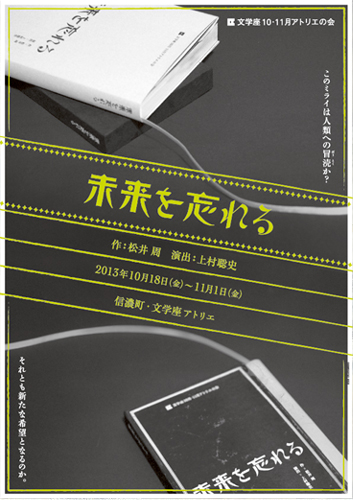 文学座10・11月アトリエの会
このミライは人類への冒涜か?
を忘れる
未来を忘れる
作:松井 周 演出:上村聡史
2013年10月18日(金)～11月1日(金)
信濃町・文学座アトリエ
それとも新たな希望となるのか。
未来を忘れる